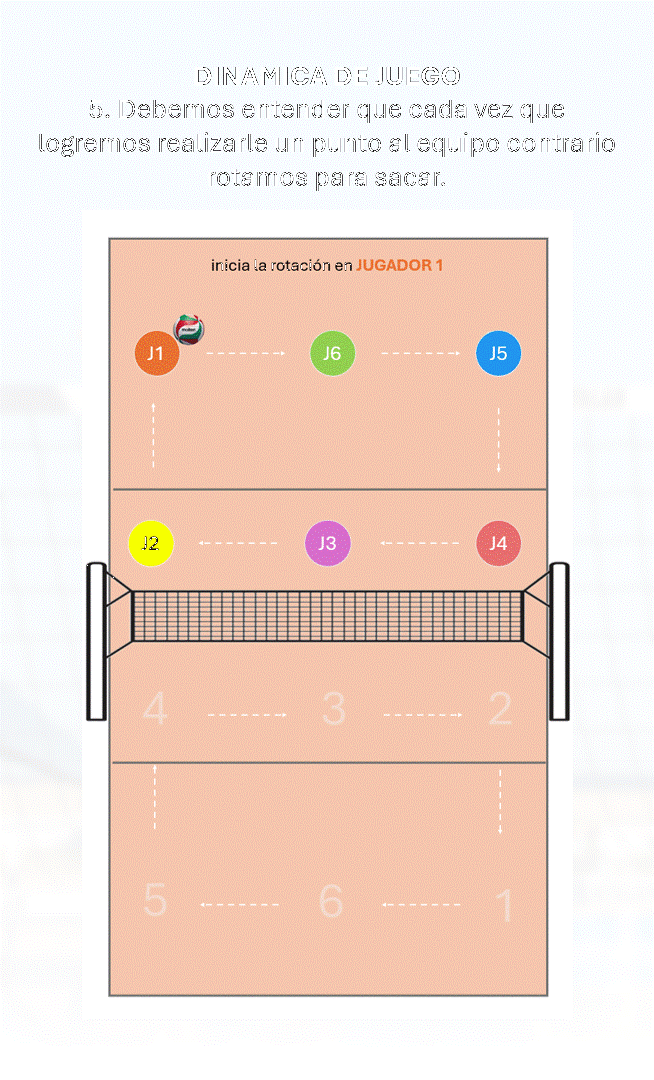 DINAMICA DE JUEGO
5. Debemos entender que cada vez que
logremos realizarle un punto al equipo contrario
rotamos para sacar.
inicia la rotación en JUGADOR 1
J1 J6 J5
J2 J3 J4
4 3 2
5 6 1